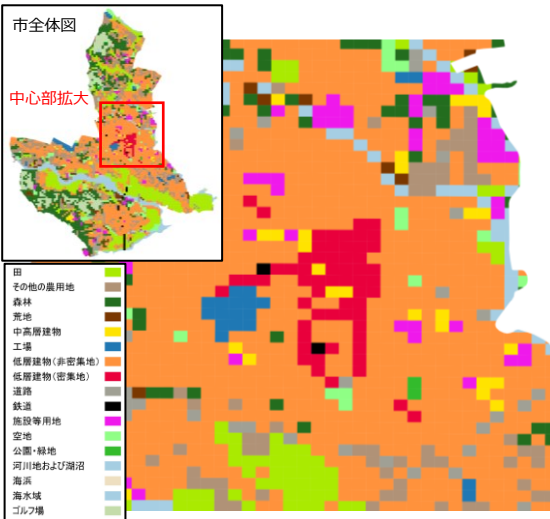 市全体図
中心部拡大
田
その他の農用地
森林
荒地
中高層建物
工場
低層建物(非密集地)
低層建物(密集地)
道路
鉄道
施設等用地
空地
公園・緑地
河川地および湖沼
海浜
海水域
ゴルフ場